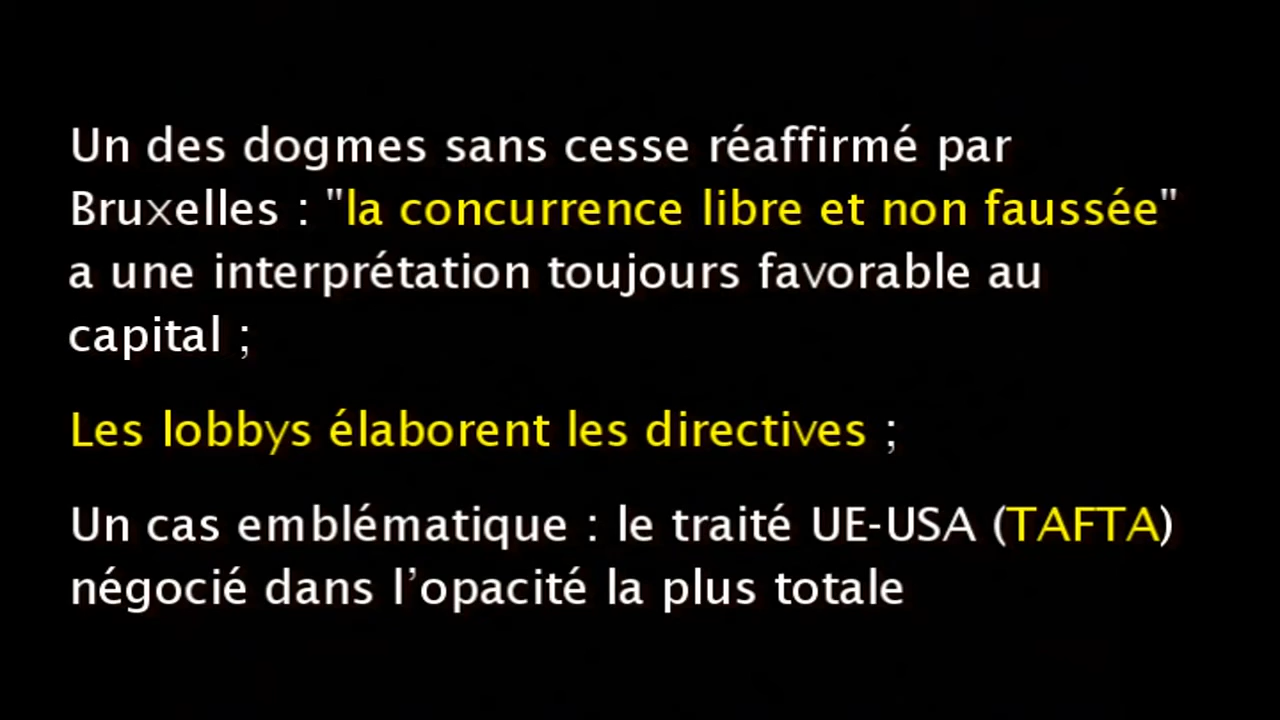 Un des dogmes sans cesse réaffirmé par
Bruxelles : "la concurrence libre et non faussée"
a une interprétation toujours favorable au
capital ;
Les lobbys élaborent les directives ;
Un cas emblématique : le traité UE-USA (TAFTA)
négocié dans l’opacité la plus totale